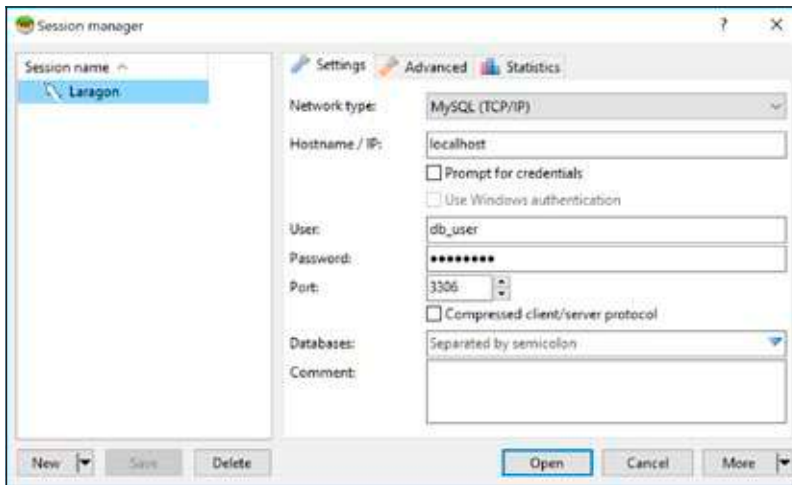 Session manager
Session name
Laragon
Settings Advanced Statistics
Network type: MySQL (TCP/IP)
Hostname / IP: localhost
Prompt for credentials
Use Windows authentication
User: db_user
Password: ••••••••
Port: 3306
Compressed client/server protocol
Databases: Separated by semicolon
Comment:
New Save Delete Open Cancel More